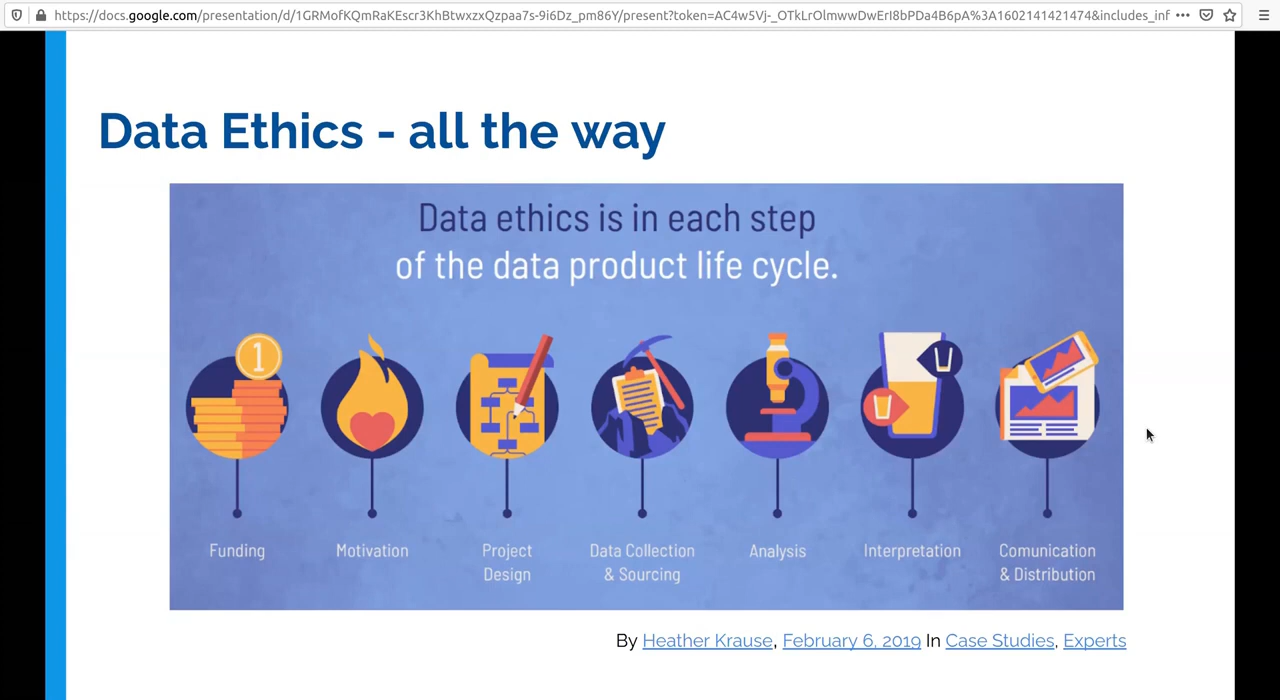 https://docs.google.com/presentation/d/1GRMofKQmRaKEscr3KhBtwxzxQzpaa7s-9i6Dz_pm86Y/present?token=AC4w5Vj-_OTkLrOlmwwDwErI8bPDa4B6pA%3A1602141421474&includes_inf
Data Ethics - all the way
Data ethics is in each step
of the data product life cycle.
1
Funding
Motivation
Project
Design
Data Collection
& Sourcing
Analysis
Interpretation
Comunication
& Distribution
By Heather Krause, February 6, 2019 In Case Studies, Experts